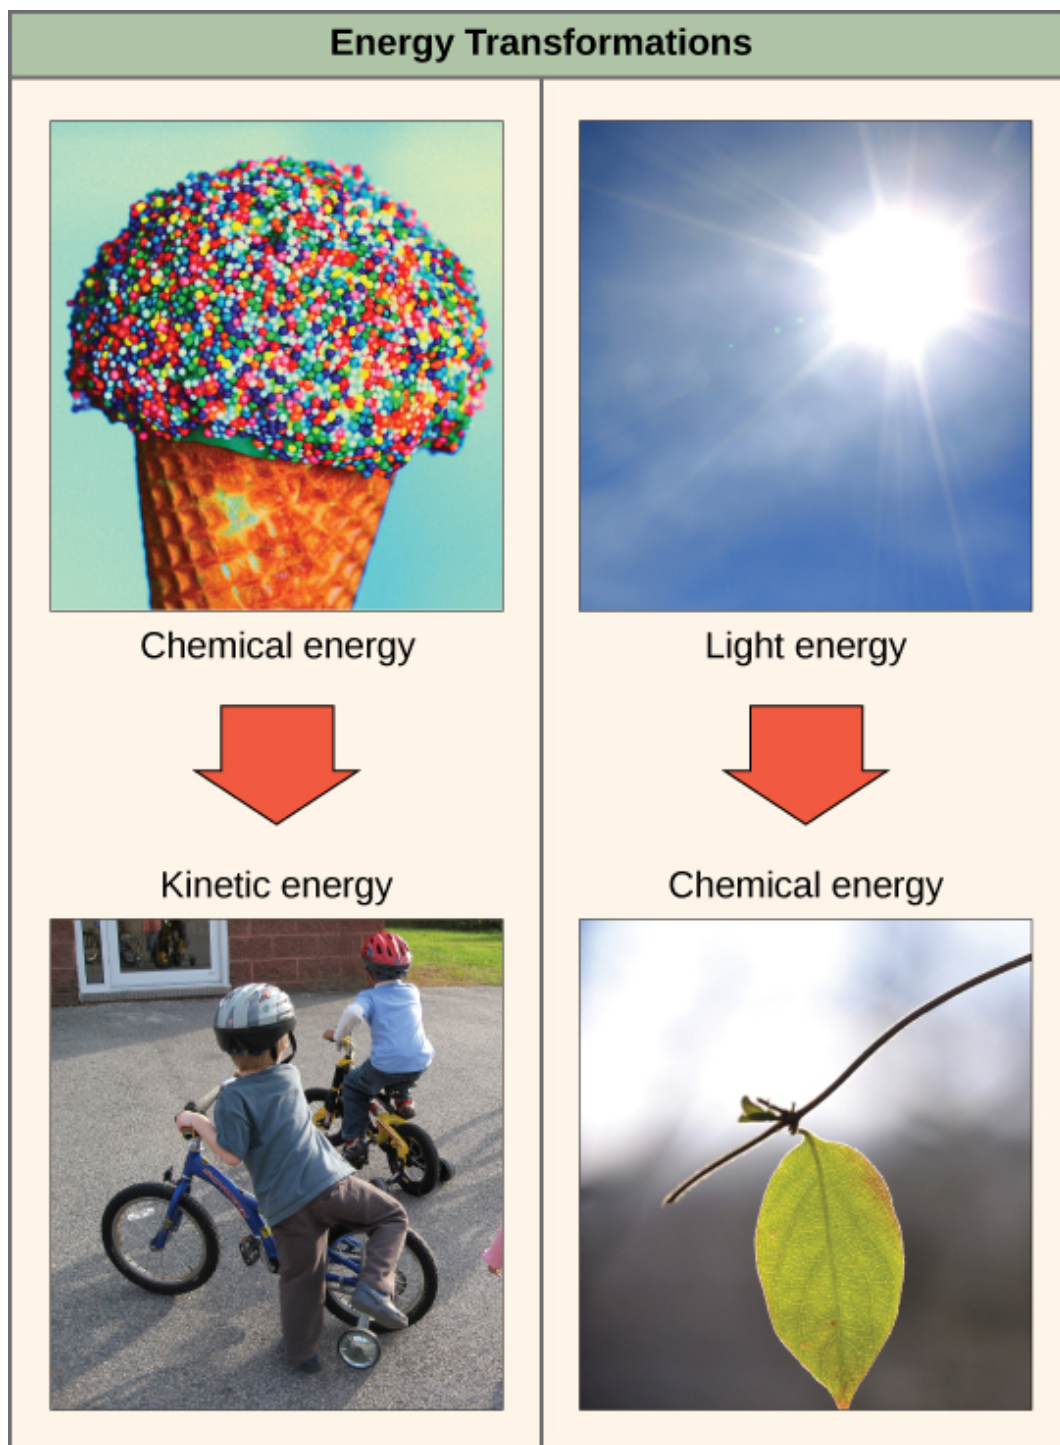 Energy Transformations
Chemical energy
Kinetic energy
Light energy
Chemical energy